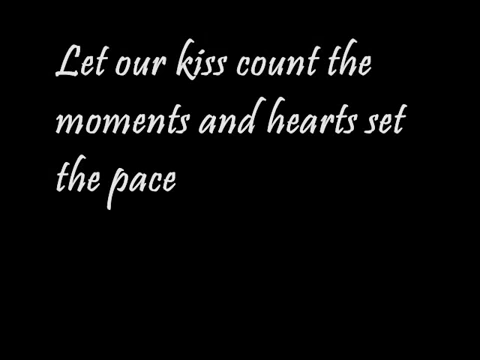 Let our kiss count the
moments and hearts set
the pace